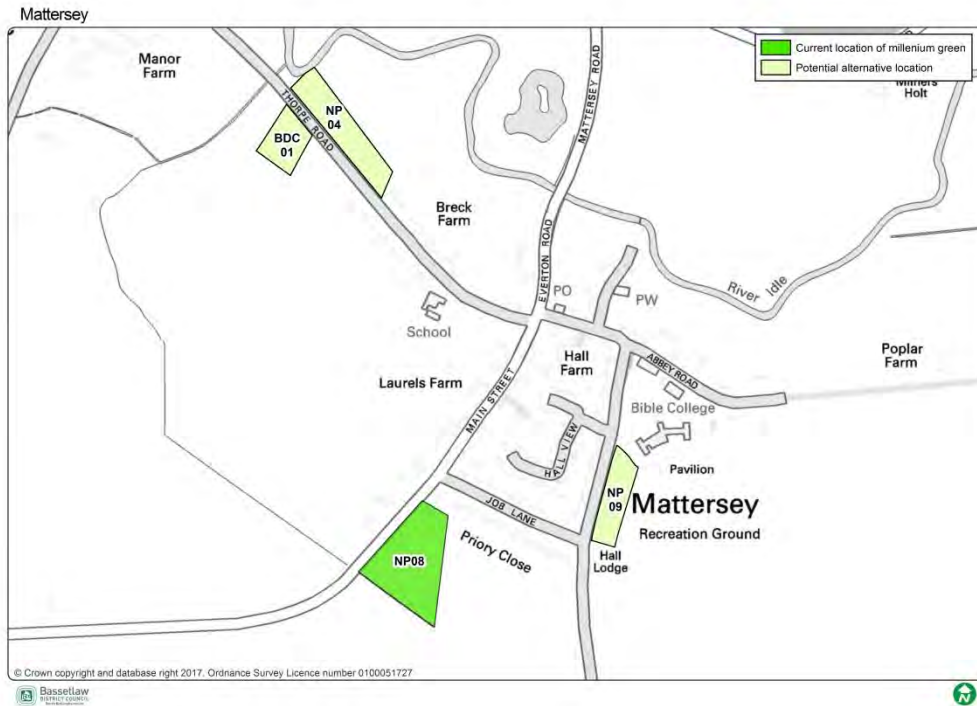 Mattersey
Current location of millenium green
Potential alternative location
Manor
Farm
Milners
Holt
THORPE ROAD
NP
04
BDC
01
MATTERSEY ROAD
Breck
Farm
EVERTON ROAD
River Idle
PO
PW
School
Hall
Farm
ABBEY ROAD
Poplar
Farm
Laurels Farm
MAIN STREET
Bible College
HALL VIEW
Pavilion
NP
09
Mattersey
Recreation Ground
JOB LANE
Priory Close
Hall
Lodge
NP08
© Crown copyright and database right 2017. Ordnance Survey Licence number 0100051727
Bassetlaw
DISTRICT COUNCIL
N